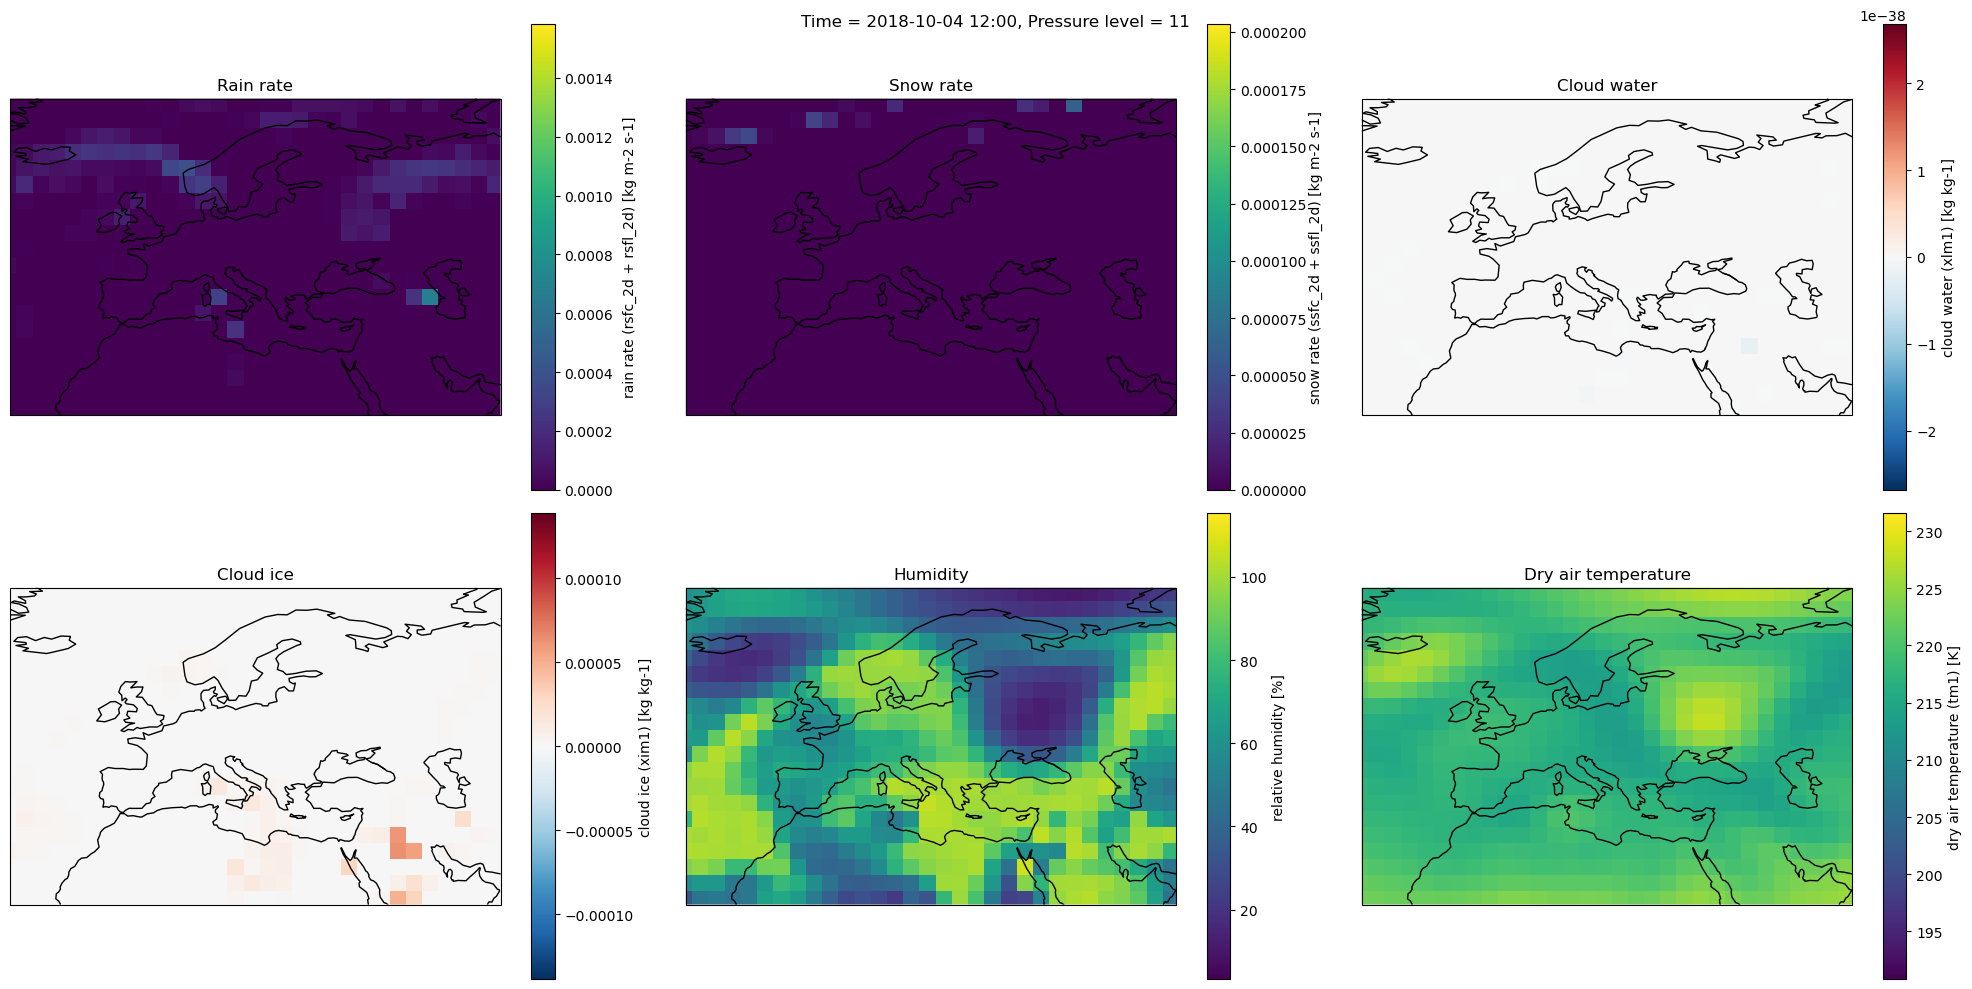 Time = 2018-10-04 12:00, Pressure level = 11
Rain rate
0.0014
0.0012
0.0010
0.0008
0.0006
0.0004
0.0002
0.0000
rain rate (rsfc_2d + rsfl_2d) [kg m-2 s-1]
Snow rate
0.000200
0.000175
0.000150
0.000125
0.000100
0.000075
0.000050
0.000025
0.000000
snow rate (ssfc_2d + ssfl_2d) [kg m-2 s-1]
Cloud water
1e−38
2
1
0
−1
−2
cloud water (xlm1) [kg kg-1]
Cloud ice
0.00010
0.00005
0.00000
−0.00005
−0.00010
cloud ice (xim1) [kg kg-1]
Humidity
100
80
60
40
20
relative humidity [%]
Dry air temperature
230
225
220
215
210
205
200
195
dry air temperature (tm1) [K]